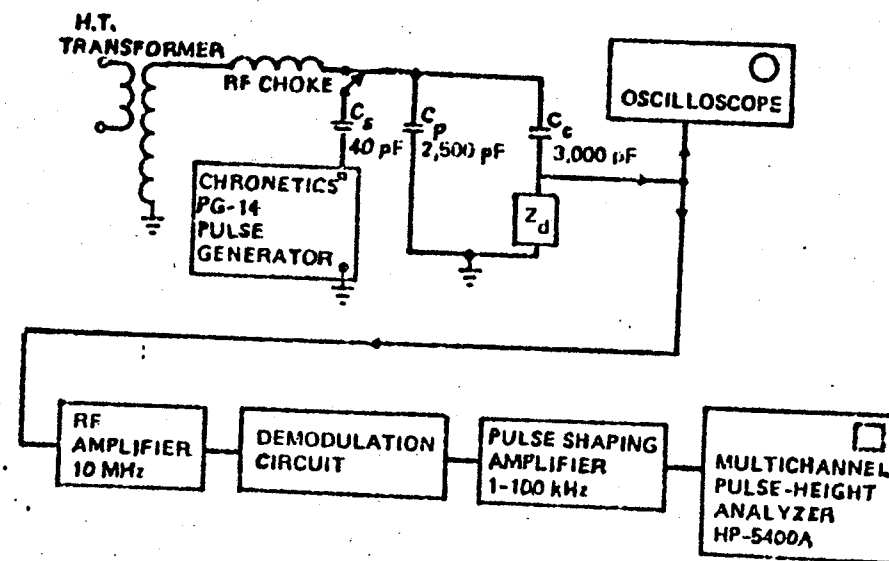 H.T.
TRANSFORMER
RF CHOKE
Cs
40 pF
Cp
2,500 pF
Cc
3,000 pF
OSCILLOSCOPE
CHRONETICS
PG-14
PULSE
GENERATOR
Zd
RF
AMPLIFIER
10 MHz
DEMODULATION
CIRCUIT
PULSE SHAPING
AMPLIFIER
1-100 kHz
MULTICHANNEL
PULSE-HEIGHT
ANALYZER
HP-5400A